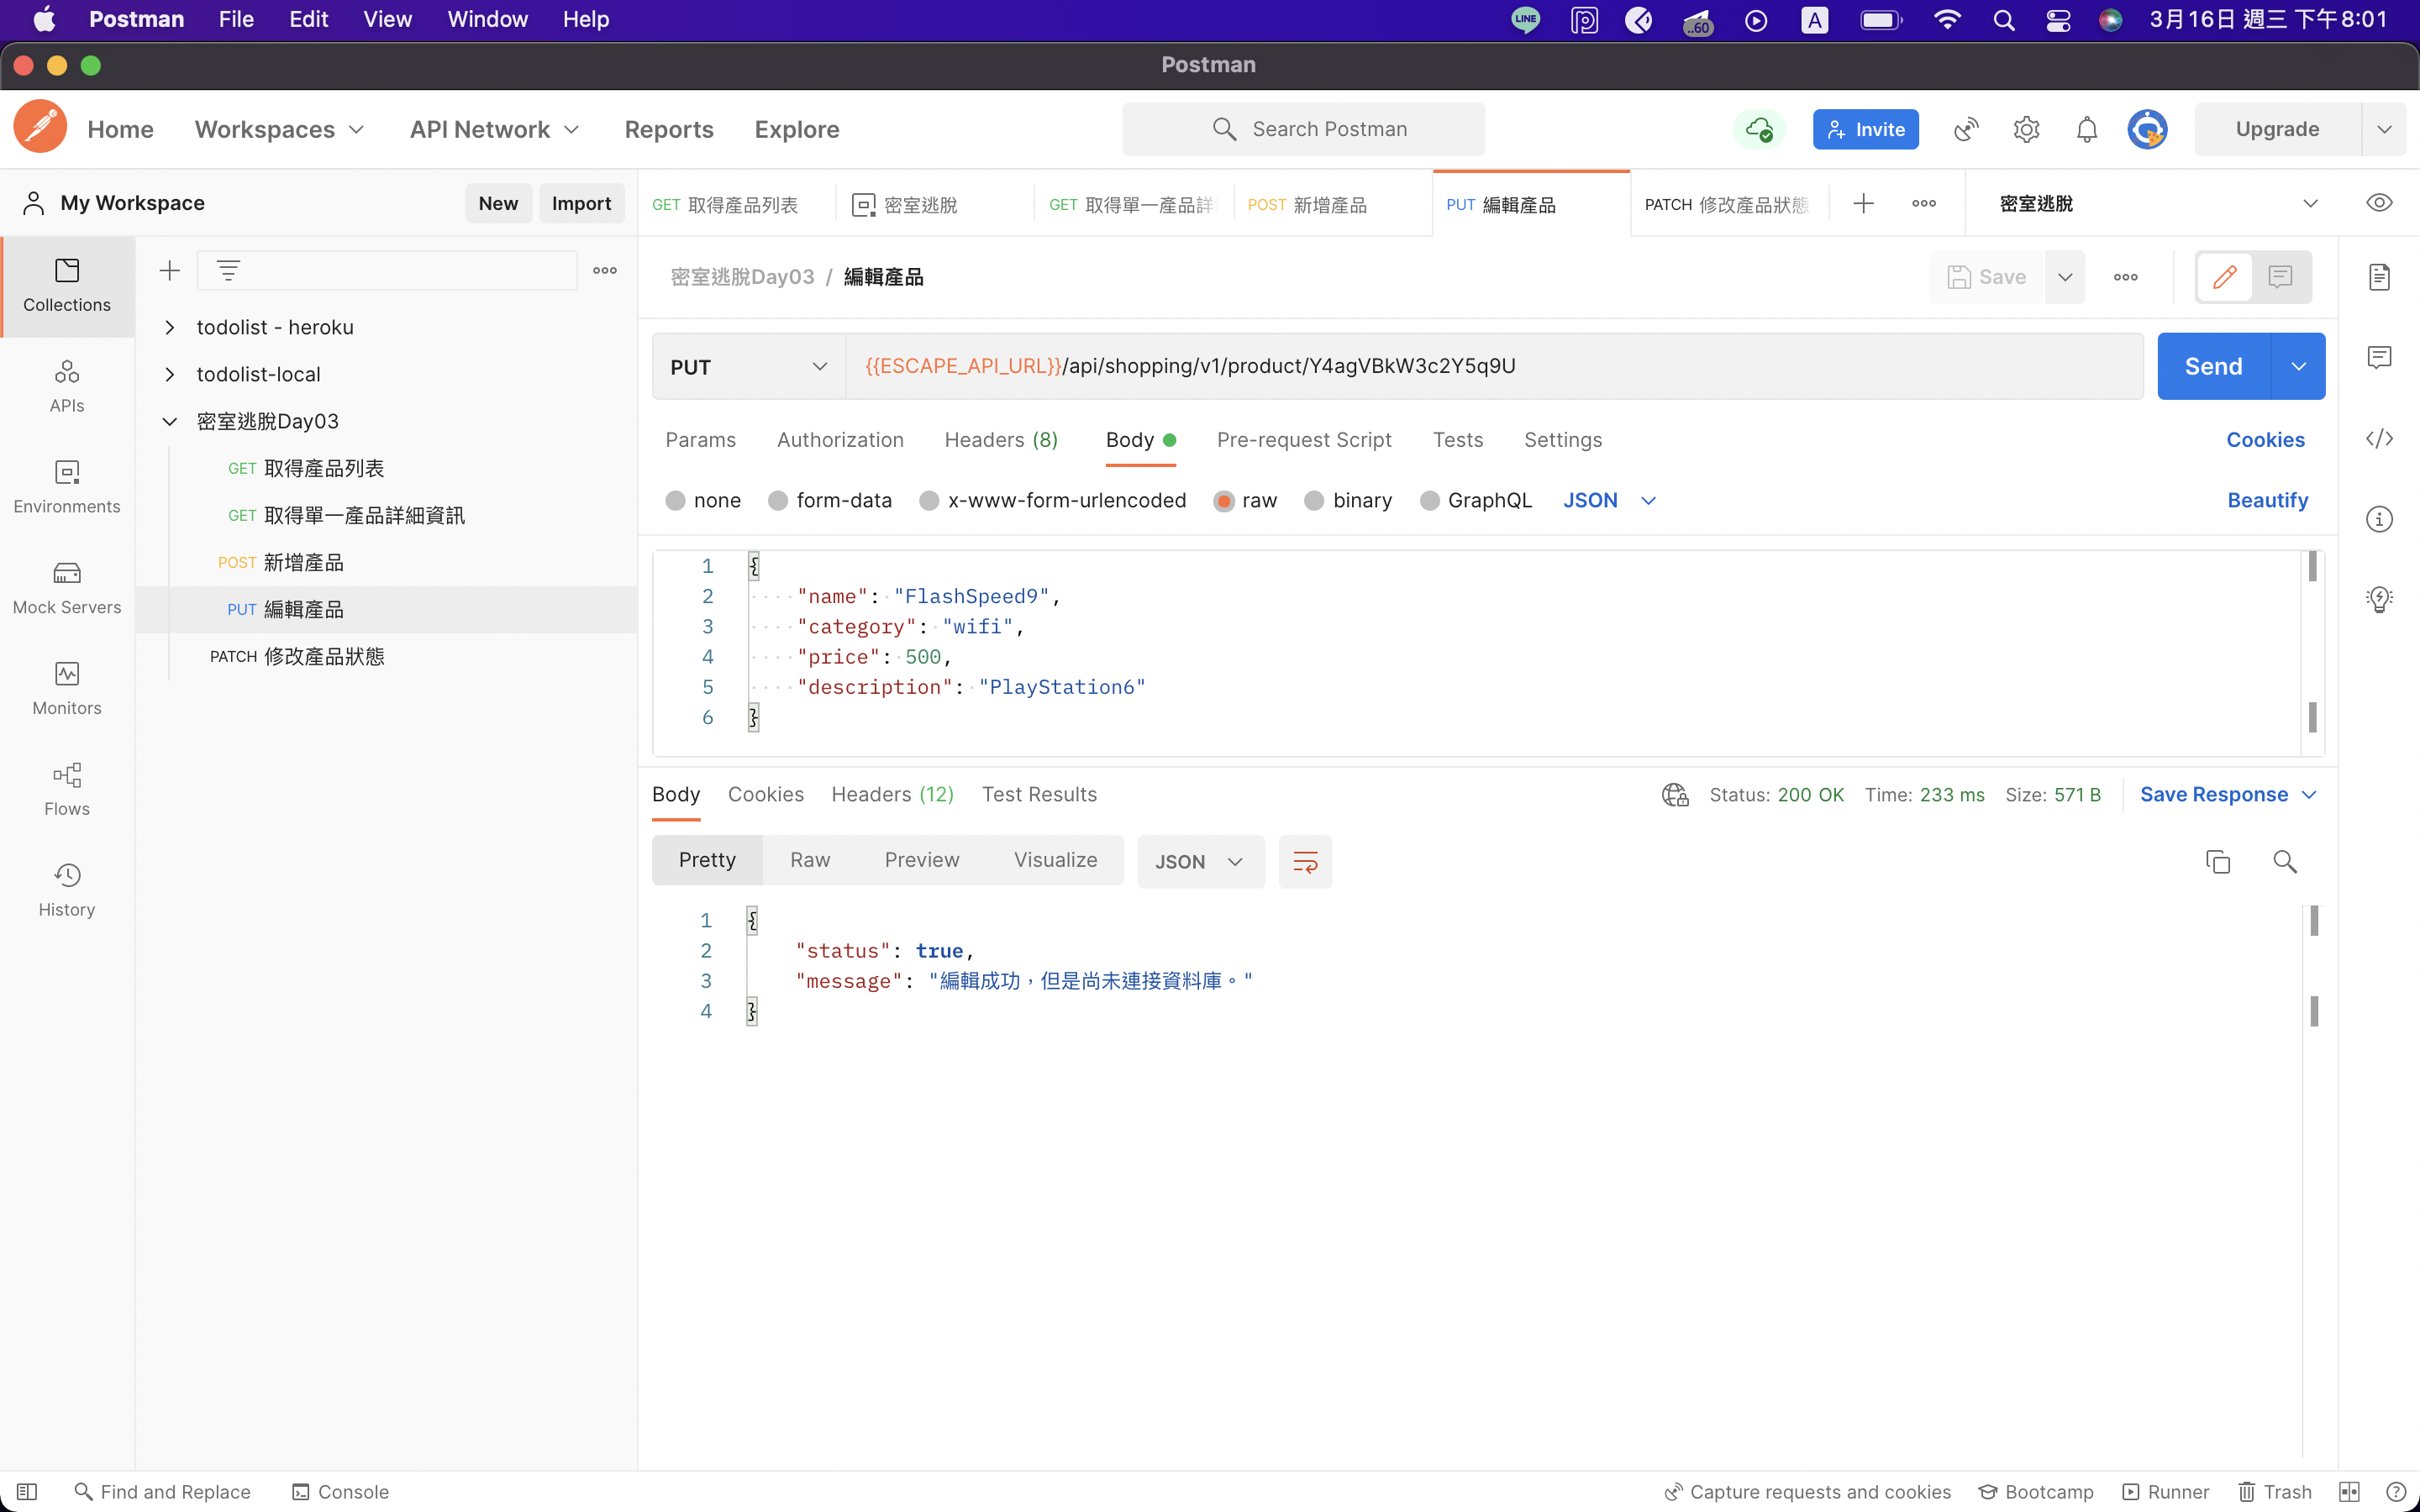 Postman File Edit View Window Help LINE ..60 A 3月16日 週三 下午8:01
Postman
Home Workspaces API Network Reports Explore Search Postman Invite Upgrade
My Workspace New Import
GET 取得產品列表 密室逃脫 GET 取得單一產品詳 POST 新增產品 PUT 編輯產品 PATCH 修改產品狀態 密室逃脫
Collections
APIs
Environments
Mock Servers
Monitors
Flows
History
todolist - heroku
todolist-local
密室逃脫Day03
GET 取得產品列表
GET 取得單一產品詳細資訊
POST 新增產品
PUT 編輯產品
PATCH 修改產品狀態
密室逃脫Day03 / 編輯產品 Save
PUT {{ESCAPE_API_URL}}/api/shopping/v1/product/Y4agVBkW3c2Y5q9U Send
Params Authorization Headers (8) Body Pre-request Script Tests Settings Cookies
none form-data x-www-form-urlencoded raw binary GraphQL JSON Beautify
1 {
2 "name": "FlashSpeed9",
3 "category": "wifi",
4 "price": 500,
5 "description": "PlayStation6"
6 }
Body Cookies Headers (12) Test Results Status: 200 OK Time: 233 ms Size: 571 B Save Response
Pretty Raw Preview Visualize JSON
1 {
2 "status": true,
3 "message": "編輯成功，但是尚未連接資料庫。"
4 }
Find and Replace Console Capture requests and cookies Bootcamp Runner Trash